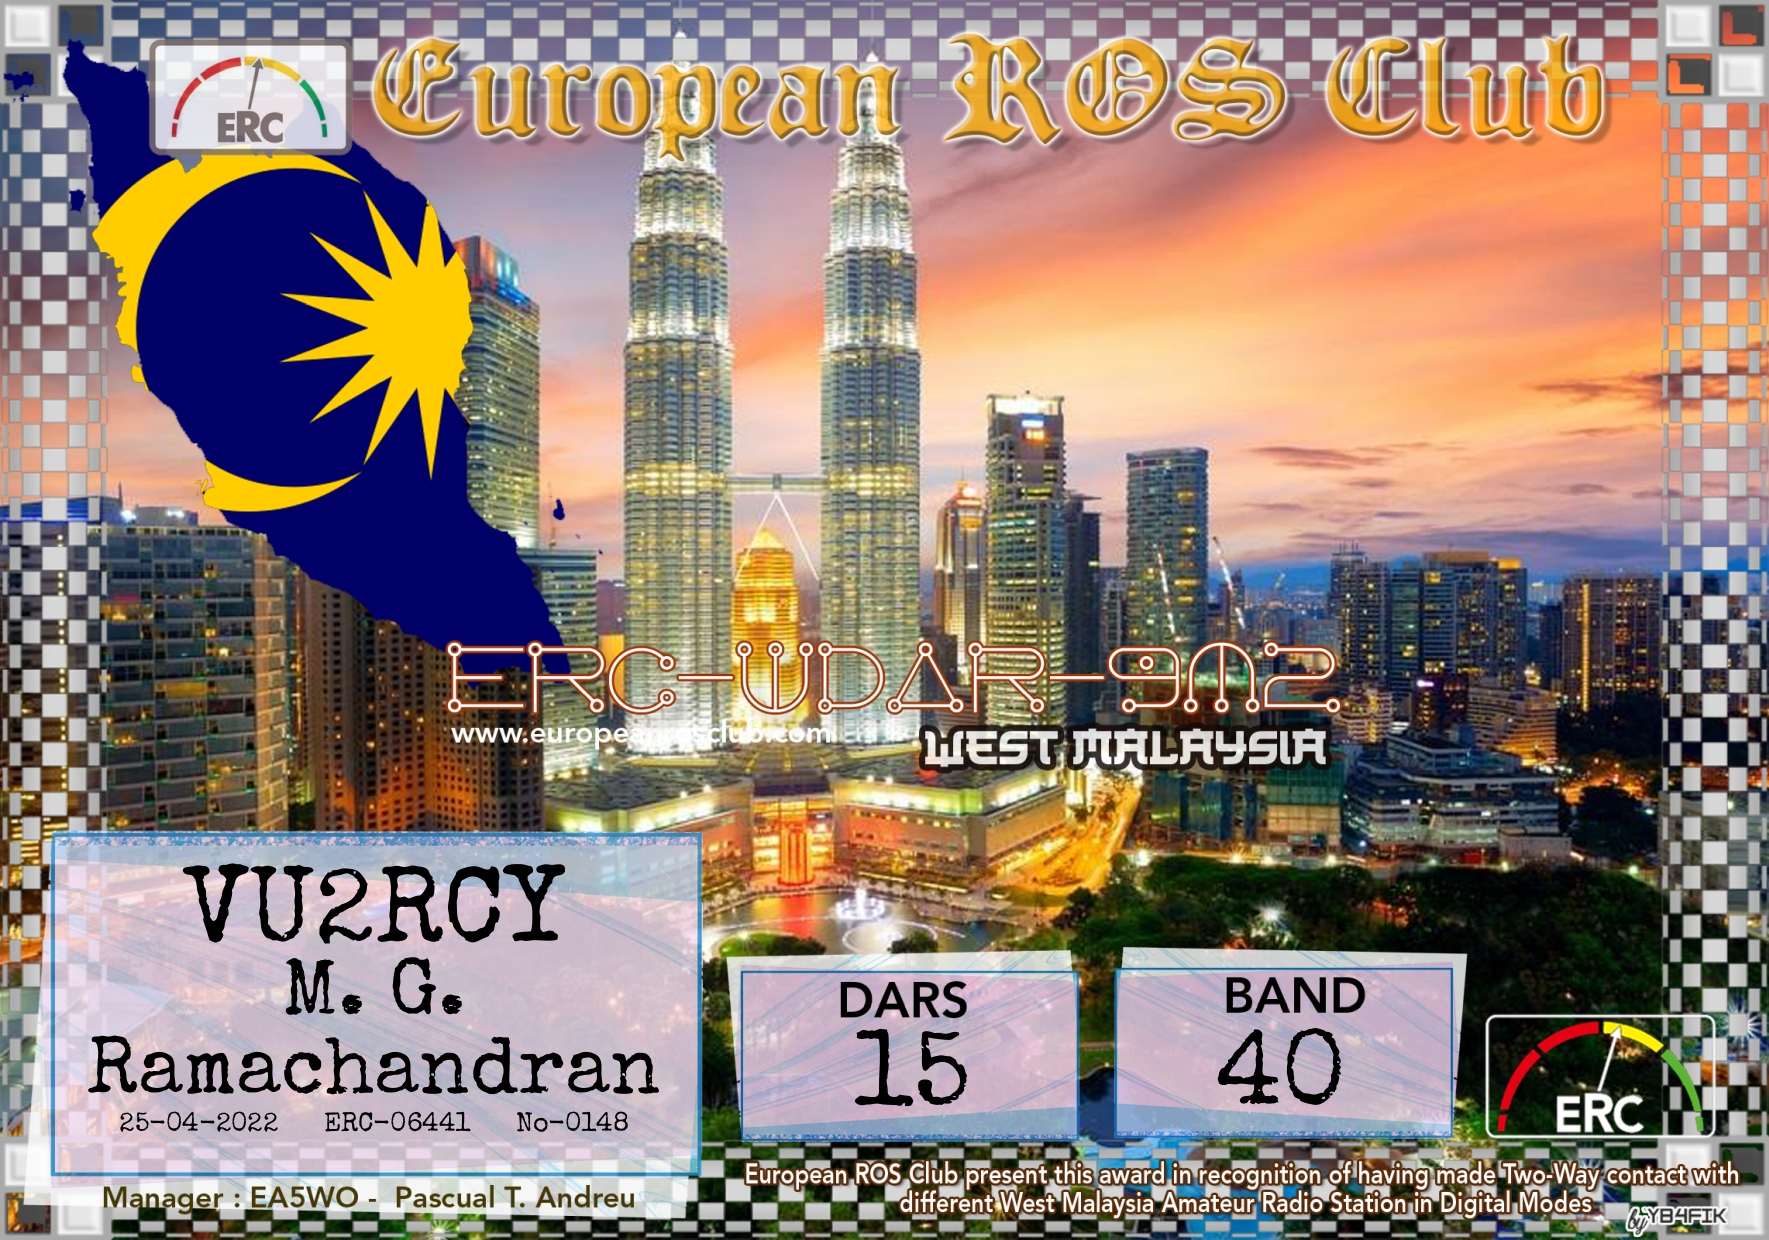 ERC
European ROS Club
ERC-WDAR-9M2
www.europeanrosclub.com
WEST MALAYSIA
VU2RCY
M. G.
Ramachandran
25-04-2022 ERC-06441 No-0148
DARS
15
BAND
40
ERC
Manager : EA5WO - Pascual T. Andreu
European ROS Club present this award in recognition of having made Two-Way contact with
different West Malaysia Amateur Radio Station in Digital Modes
by YB4FIK